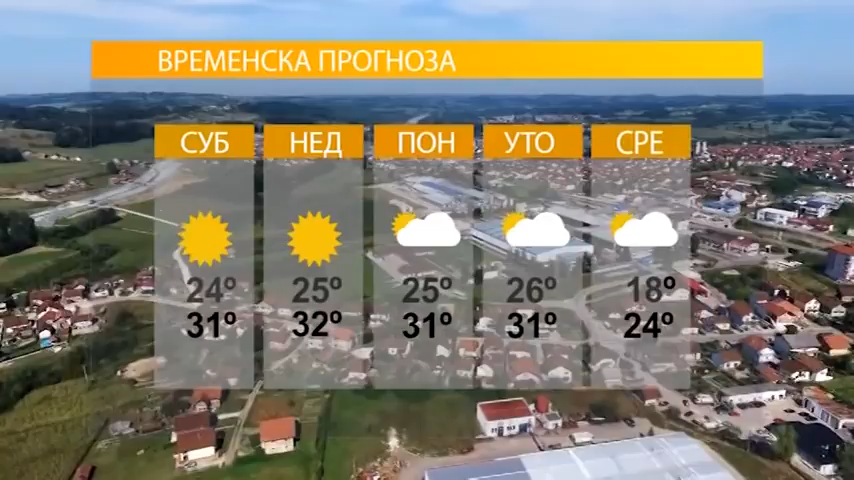 ВРЕМЕНСКА ПРОГНОЗА
СУБ НЕД ПОН УТО СРЕ
24º 25º 25º 26º 18º
31º 32º 31º 31º 24º